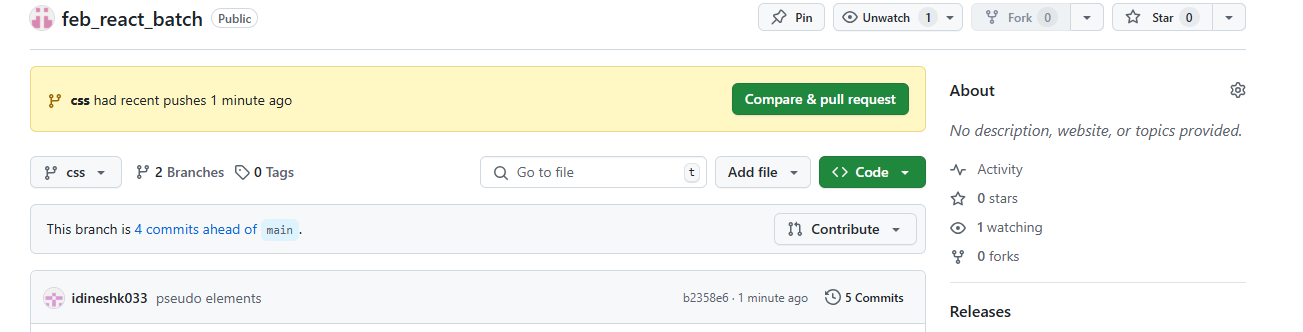 feb_react_batch Public Pin Unwatch 1 Fork 0 Star 0
css had recent pushes 1 minute ago Compare & pull request
css 2 Branches 0 Tags Go to file t Add file Code
This branch is 4 commits ahead of main. Contribute
idineshk033 pseudo elements b2358e6 · 1 minute ago 5 Commits
About
No description, website, or topics provided.
Activity
0 stars
1 watching
0 forks
Releases